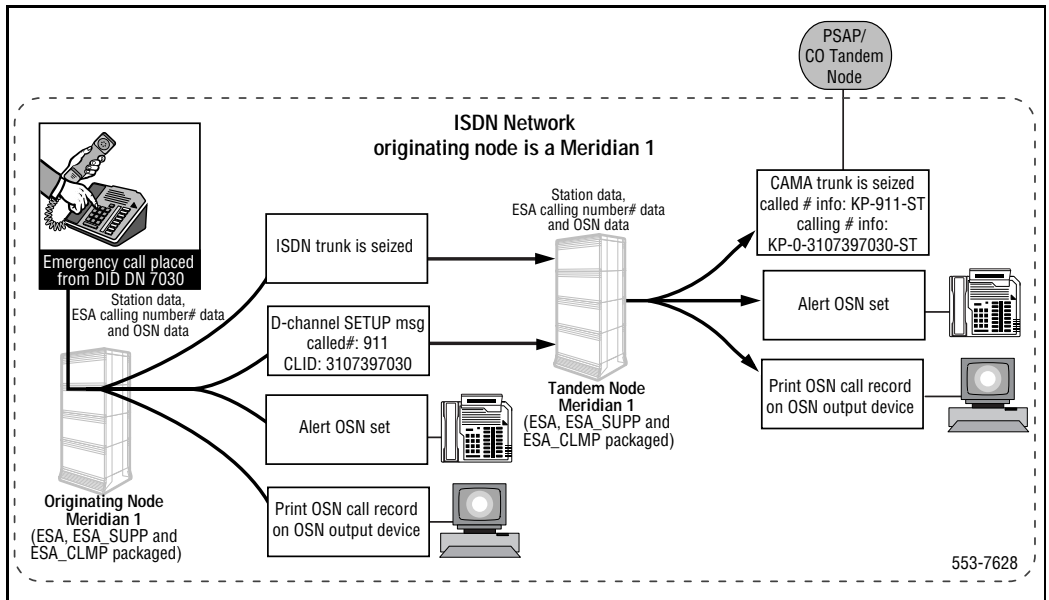 PSAP/
CO Tandem
Node
ISDN Network
originating node is a Meridian 1
Emergency call placed
from DID DN 7030
Station data,
ESA calling number# data
and OSN data
Originating Node
Meridian 1
(ESA, ESA_SUPP and
ESA_CLMP packaged)
ISDN trunk is seized
D-channel SETUP msg
called#: 911
CLID: 3107397030
Alert OSN set
Print OSN call record
on OSN output device
Station data,
ESA calling number# data
and OSN data
Tandem Node
Meridian 1
(ESA, ESA_SUPP and
ESA_CLMP packaged)
CAMA trunk is seized
called # info: KP-911-ST
calling # info:
KP-0-3107397030-ST
Alert OSN set
Print OSN call record
on OSN output device
553-7628